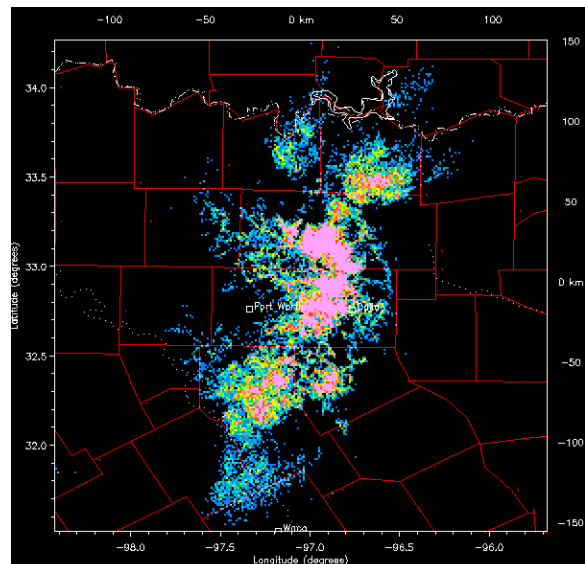 -100 -50 0 km 50 100
150
34.0
100
33.5
50
33.0
0 km
Latitude (degrees)
Fort Worth
Dallas
32.5
-50
32.0
-100
-150
Waco
-98.0 -97.5 -97.0 -96.5 -96.0
Longitude (degrees)